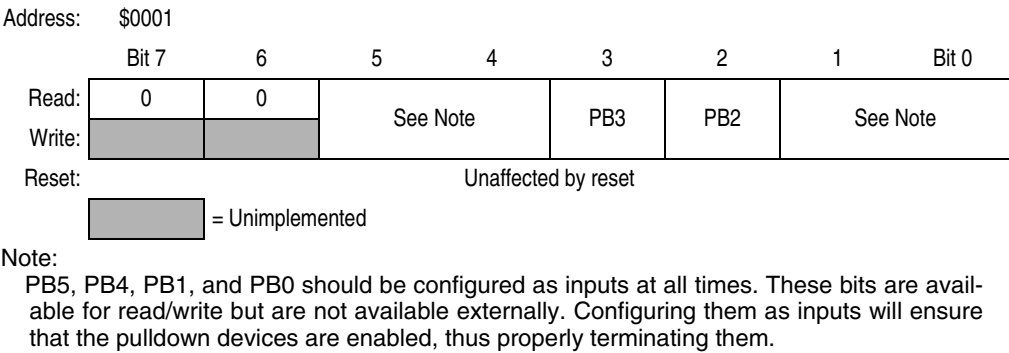 Address: $0001
Bit 7 6 5 4 3 2 1 Bit 0
Read: 0 0 See Note PB3 PB2 See Note
Write:
Reset: Unaffected by reset
= Unimplemented
Note:
PB5, PB4, PB1, and PB0 should be configured as inputs at all times. These bits are avail-
able for read/write but are not available externally. Configuring them as inputs will ensure
that the pulldown devices are enabled, thus properly terminating them.